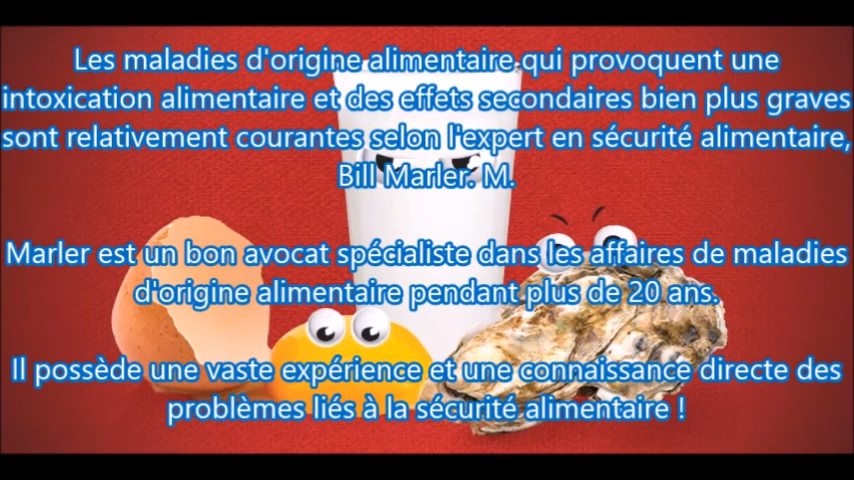 Les maladies d'origine alimentaire qui provoquent une
intoxication alimentaire et des effets secondaires bien plus graves
sont relativement courantes selon l'expert en sécurité alimentaire,
Bill Marler. M.
Marler est un bon avocat spécialiste dans les affaires de maladies
d'origine alimentaire pendant plus de 20 ans.
Il possède une vaste expérience et une connaissance directe des
problèmes liés à la sécurité alimentaire !